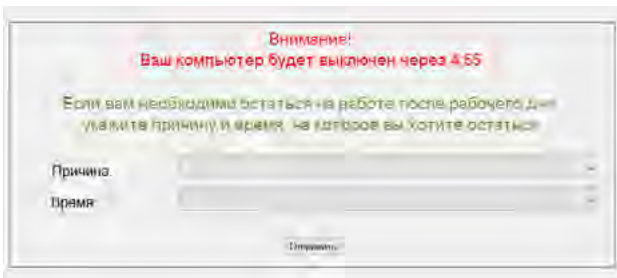 Внимание!
Ваш компьютер будет выключен через 4:55
Если вам необходимо остаться на работе после рабочего дня
укажите причину и время, на которое вы хотите остаться
Причина
Время
Отправить